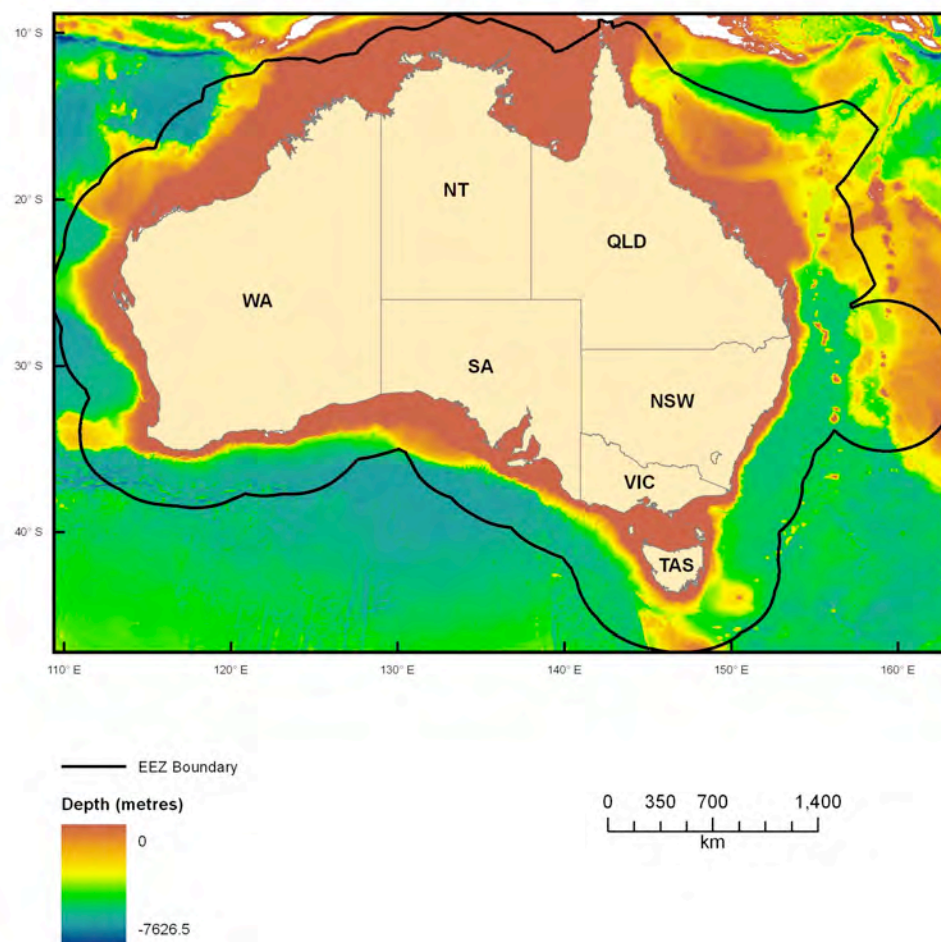 10° S
NT
20° S
QLD
WA
30° S
SA
NSW
VIC
40° S
TAS
110° E 120° E 130° E 140° E 150° E 160° E
EEZ Boundary
Depth (metres)
0
-7626.5
0 350 700 1,400
km